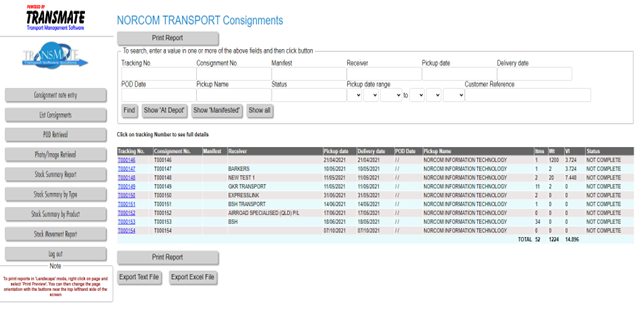 POWERED BY
TRANSMATE
Transport Management Software
TRANSMATE
Consignment note entry
List Consignments
POD Retrieval
Photo/Image Retrieval
Stock Summary Report
Stock Summary by Type
Stock Summary by Product
Stock Movement Report
Log out
Note
To print reports in 'Landscape' mode, right click on page and
select 'Print Preview'. You can then change the page
orientation with the buttons near the top lefthand side of the
screen
NORCOM TRANSPORT Consignments
Print Report
To search, enter a value in one or more of the above fields and then click button
Tracking No. Consignment No. Manifest Receiver Pickup date Delivery date
POD Date Pickup Name Status Pickup date range Customer Reference
to
Find Show 'At Depot' Show 'Manifested' Show all
Click on tracking Number to see full details
Tracking No. Consignment No. Manifest Receiver Pickup date Delivery date POD Date Pickup Name Itms Wt Vl Status
T000146 T000146 21/04/2021 21/04/2021 / / NORCOM INFORMATION TECHNOLOGY 1 1200 3.724 NOT COMPLETE
T000147 T000147 BARKERS 10/05/2021 10/05/2021 / / NORCOM INFORMATION TECHNOLOGY 1 2 3.724 NOT COMPLETE
T000148 T000148 NEW TEST 1 11/05/2021 11/05/2021 / / NORCOM INFORMATION TECHNOLOGY 2 20 7.448 NOT COMPLETE
T000149 T000149 GKR TRANSPORT 11/05/2021 11/05/2021 / / NORCOM INFORMATION TECHNOLOGY 11 2 0 NOT COMPLETE
T000150 T000150 EXPRESSLINK 31/05/2021 31/05/2021 / / NORCOM INFORMATION TECHNOLOGY 2 0 0 NOT COMPLETE
T000151 T000151 BSH TRANSPORT 14/06/2021 14/06/2021 / / NORCOM INFORMATION TECHNOLOGY 1 0 0 NOT COMPLETE
T000152 T000152 AIRROAD SPECIALISED (QLD) P/L 17/06/2021 17/06/2021 / / NORCOM INFORMATION TECHNOLOGY 0 0 0 NOT COMPLETE
T000153 T000153 BSH 18/06/2021 18/06/2021 / / NORCOM INFORMATION TECHNOLOGY 34 0 0 NOT COMPLETE
T000154 T000154 07/10/2021 07/10/2021 / / NORCOM INFORMATION TECHNOLOGY 0 0 0 NOT COMPLETE
TOTAL 52 1224 14.896
Print Report
Export Text File Export Excel File